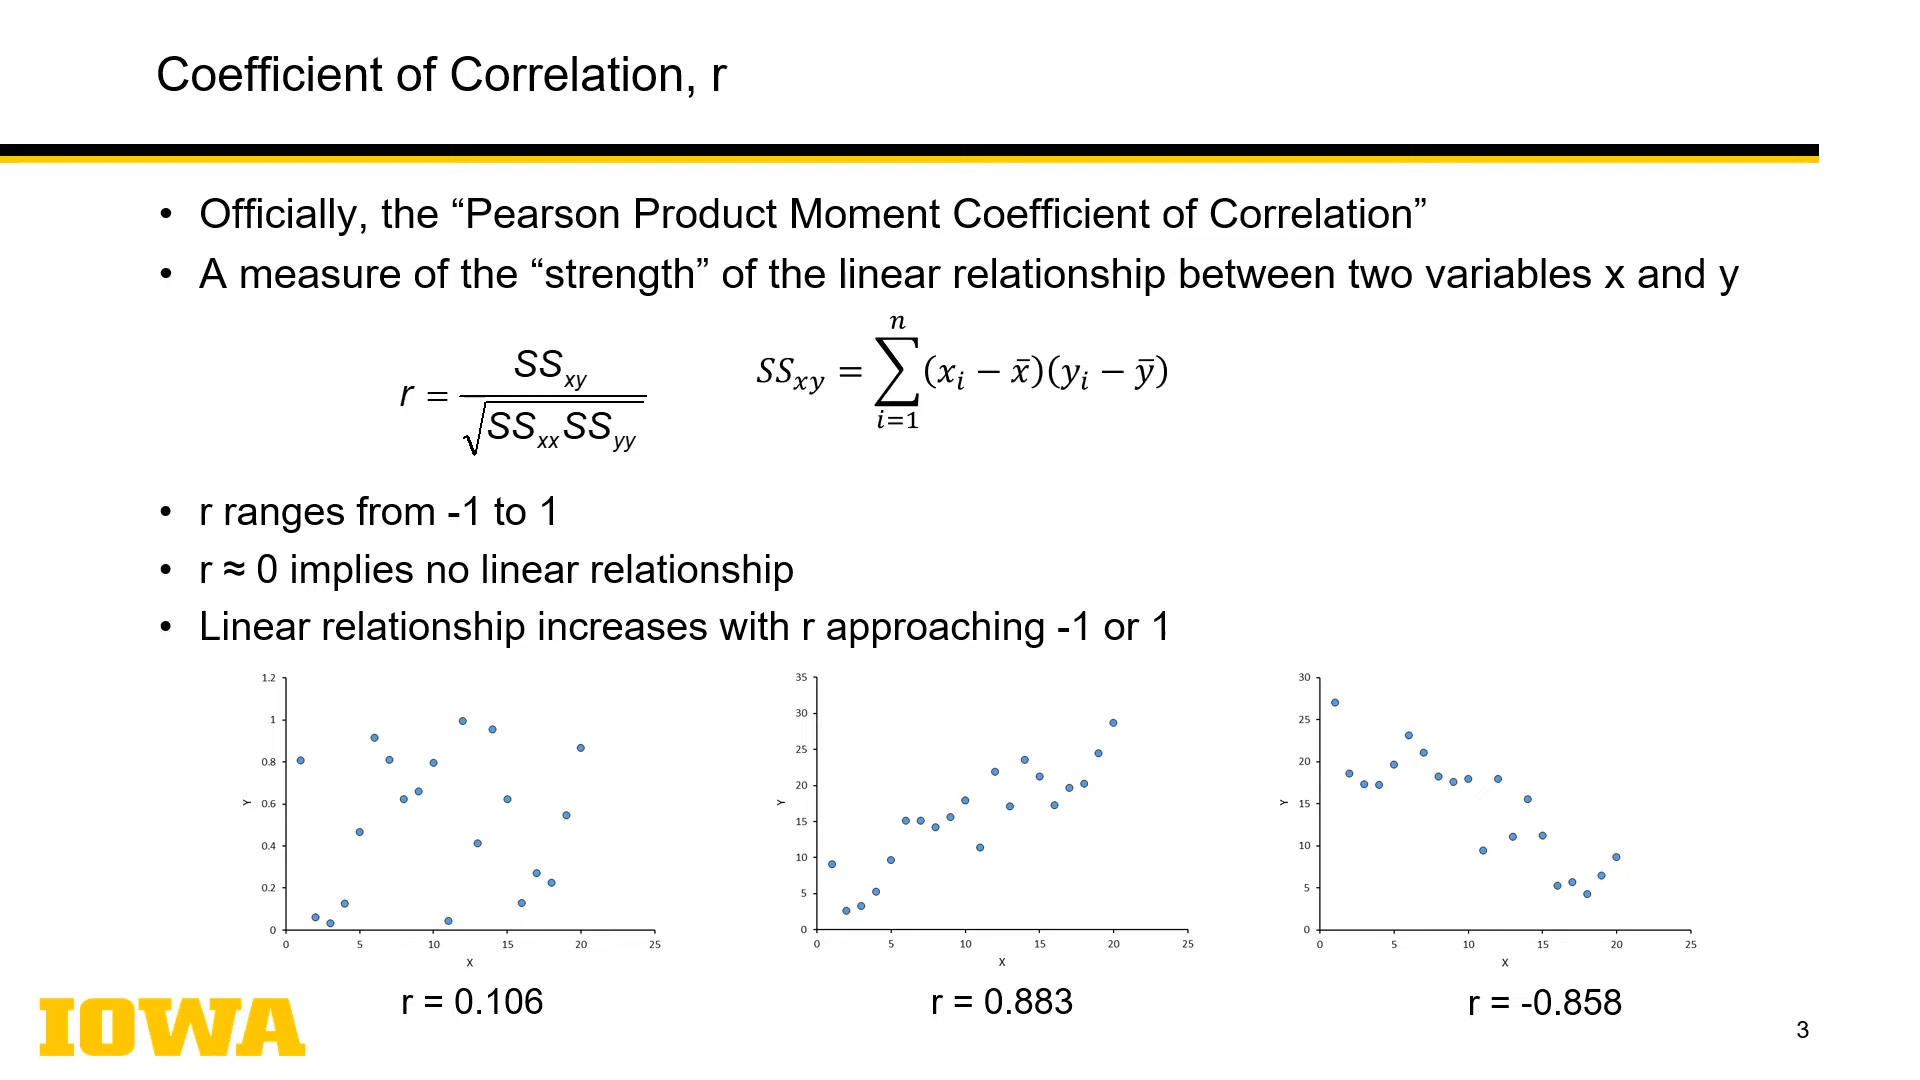 Coefficient of Correlation, r
• Officially, the “Pearson Product Moment Coefficient of Correlation”
• A measure of the “strength” of the linear relationship between two variables x and y
r = SSxy / √SSxxSSyy
SSxy = ∑ i=1 n (xi − x̄)(yi − ȳ)
• r ranges from -1 to 1
• r ≈ 0 implies no linear relationship
• Linear relationship increases with r approaching -1 or 1
1.2
1
0.8
0.6
0.4
0.2
0
Y
0 5 10 15 20 25
X
r = 0.106
35
30
25
20
15
10
5
0
Y
0 5 10 15 20 25
X
r = 0.883
30
25
20
15
10
5
0
Y
0 5 10 15 20 25
X
r = -0.858
IOWA
3